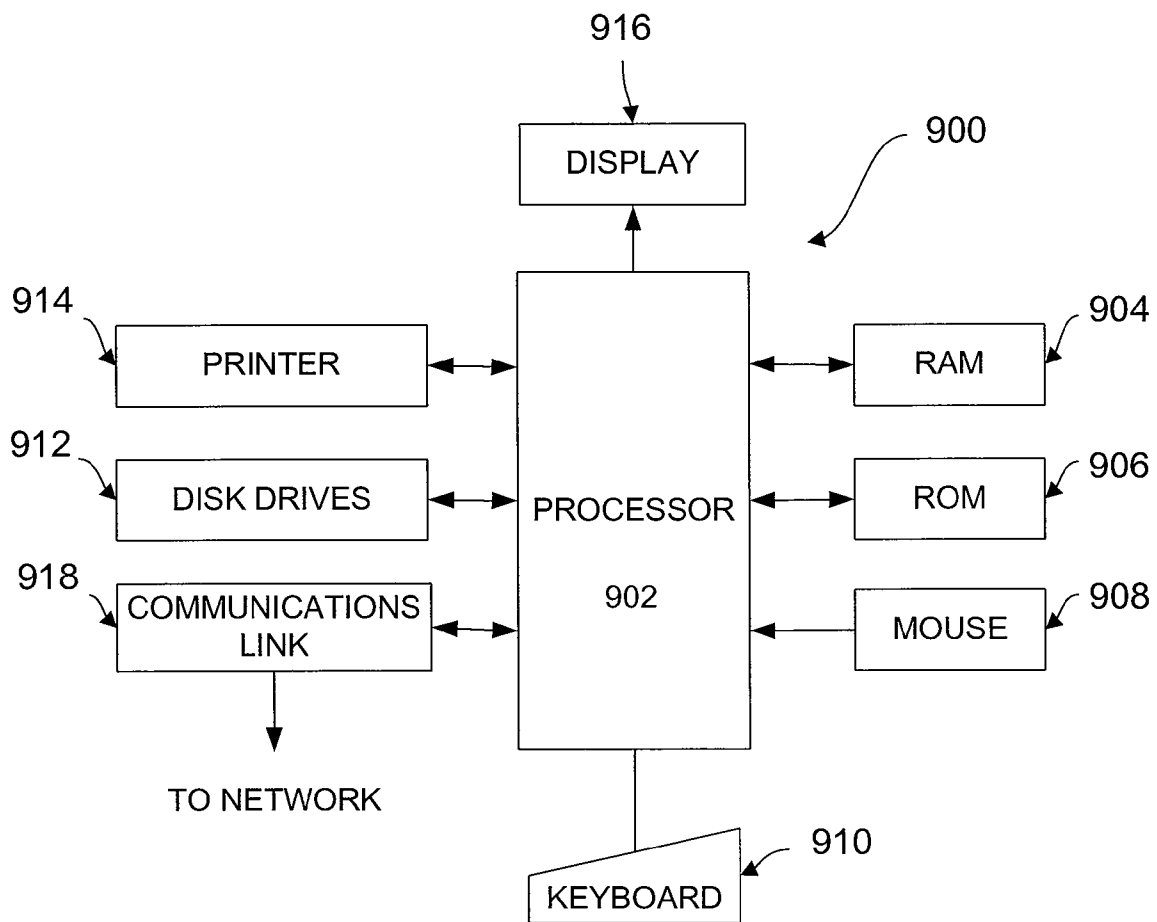 916
DISPLAY
900
914
PRINTER
904
RAM
912
DISK DRIVES
PROCESSOR
902
906
ROM
918
COMMUNICATIONS
LINK
908
MOUSE
TO NETWORK
910
KEYBOARD